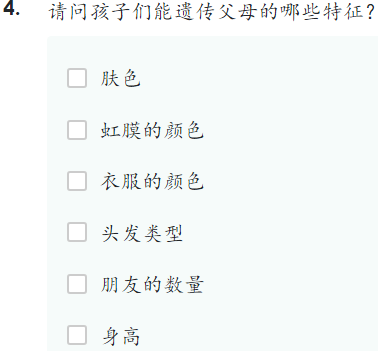 4. 请问孩子们能遗传父母的哪些特征?
肤色
虹膜的颜色
衣服的颜色
头发类型
朋友的数量
身高